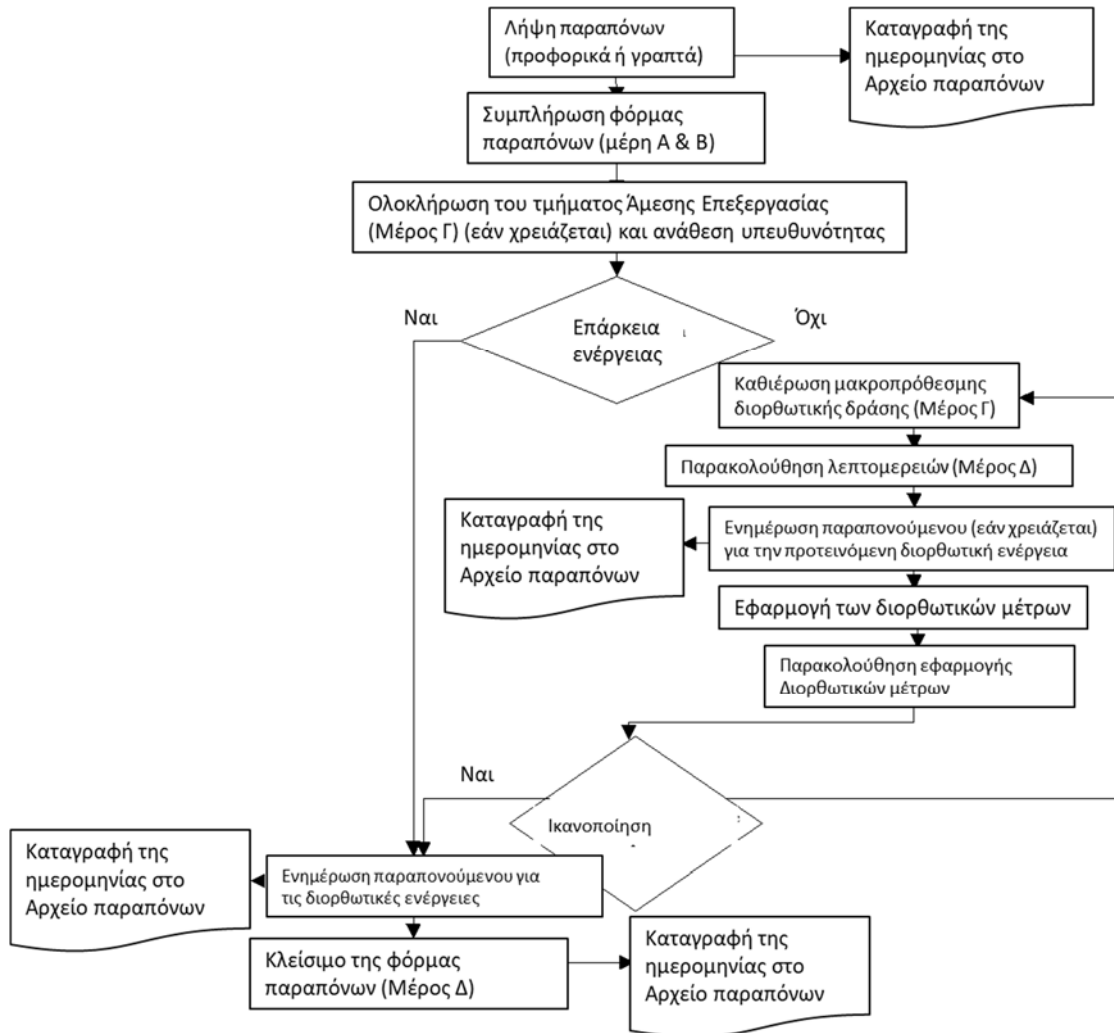 Λήψη παραπόνων
(προφορικά ή γραπτά)
Καταγραφή της
ημερομηνίας στο
Αρχείο παραπόνων
Συμπλήρωση φόρμας
παραπόνων (μέρη Α & Β)
Ολοκλήρωση του τμήματος Άμεσης Επεξεργασίας
(Μέρος Γ) (εάν χρειάζεται) και ανάθεση υπευθυνότητας
Ναι
Επάρκεια
ενέργειας
Όχι
Καθιέρωση μακροπρόθεσμης
διορθωτικής δράσης (Μέρος Γ)
Παρακολούθηση λεπτομερειών (Μέρος Δ)
Καταγραφή της
ημερομηνίας στο
Αρχείο παραπόνων
Ενημέρωση παραπονούμενου (εάν χρειάζεται)
για την προτεινόμενη διορθωτική ενέργεια
Εφαρμογή των διορθωτικών μέτρων
Παρακολούθηση εφαρμογής
Διορθωτικών μέτρων
Ναι
Ικανοποίηση
Καταγραφή της
ημερομηνίας στο
Αρχείο παραπόνων
Ενημέρωση παραπονούμενου για
τις διορθωτικές ενέργειες
Κλείσιμο της φόρμας
παραπόνων (Μέρος Δ)
Καταγραφή της
ημερομηνίας στο
Αρχείο παραπόνων